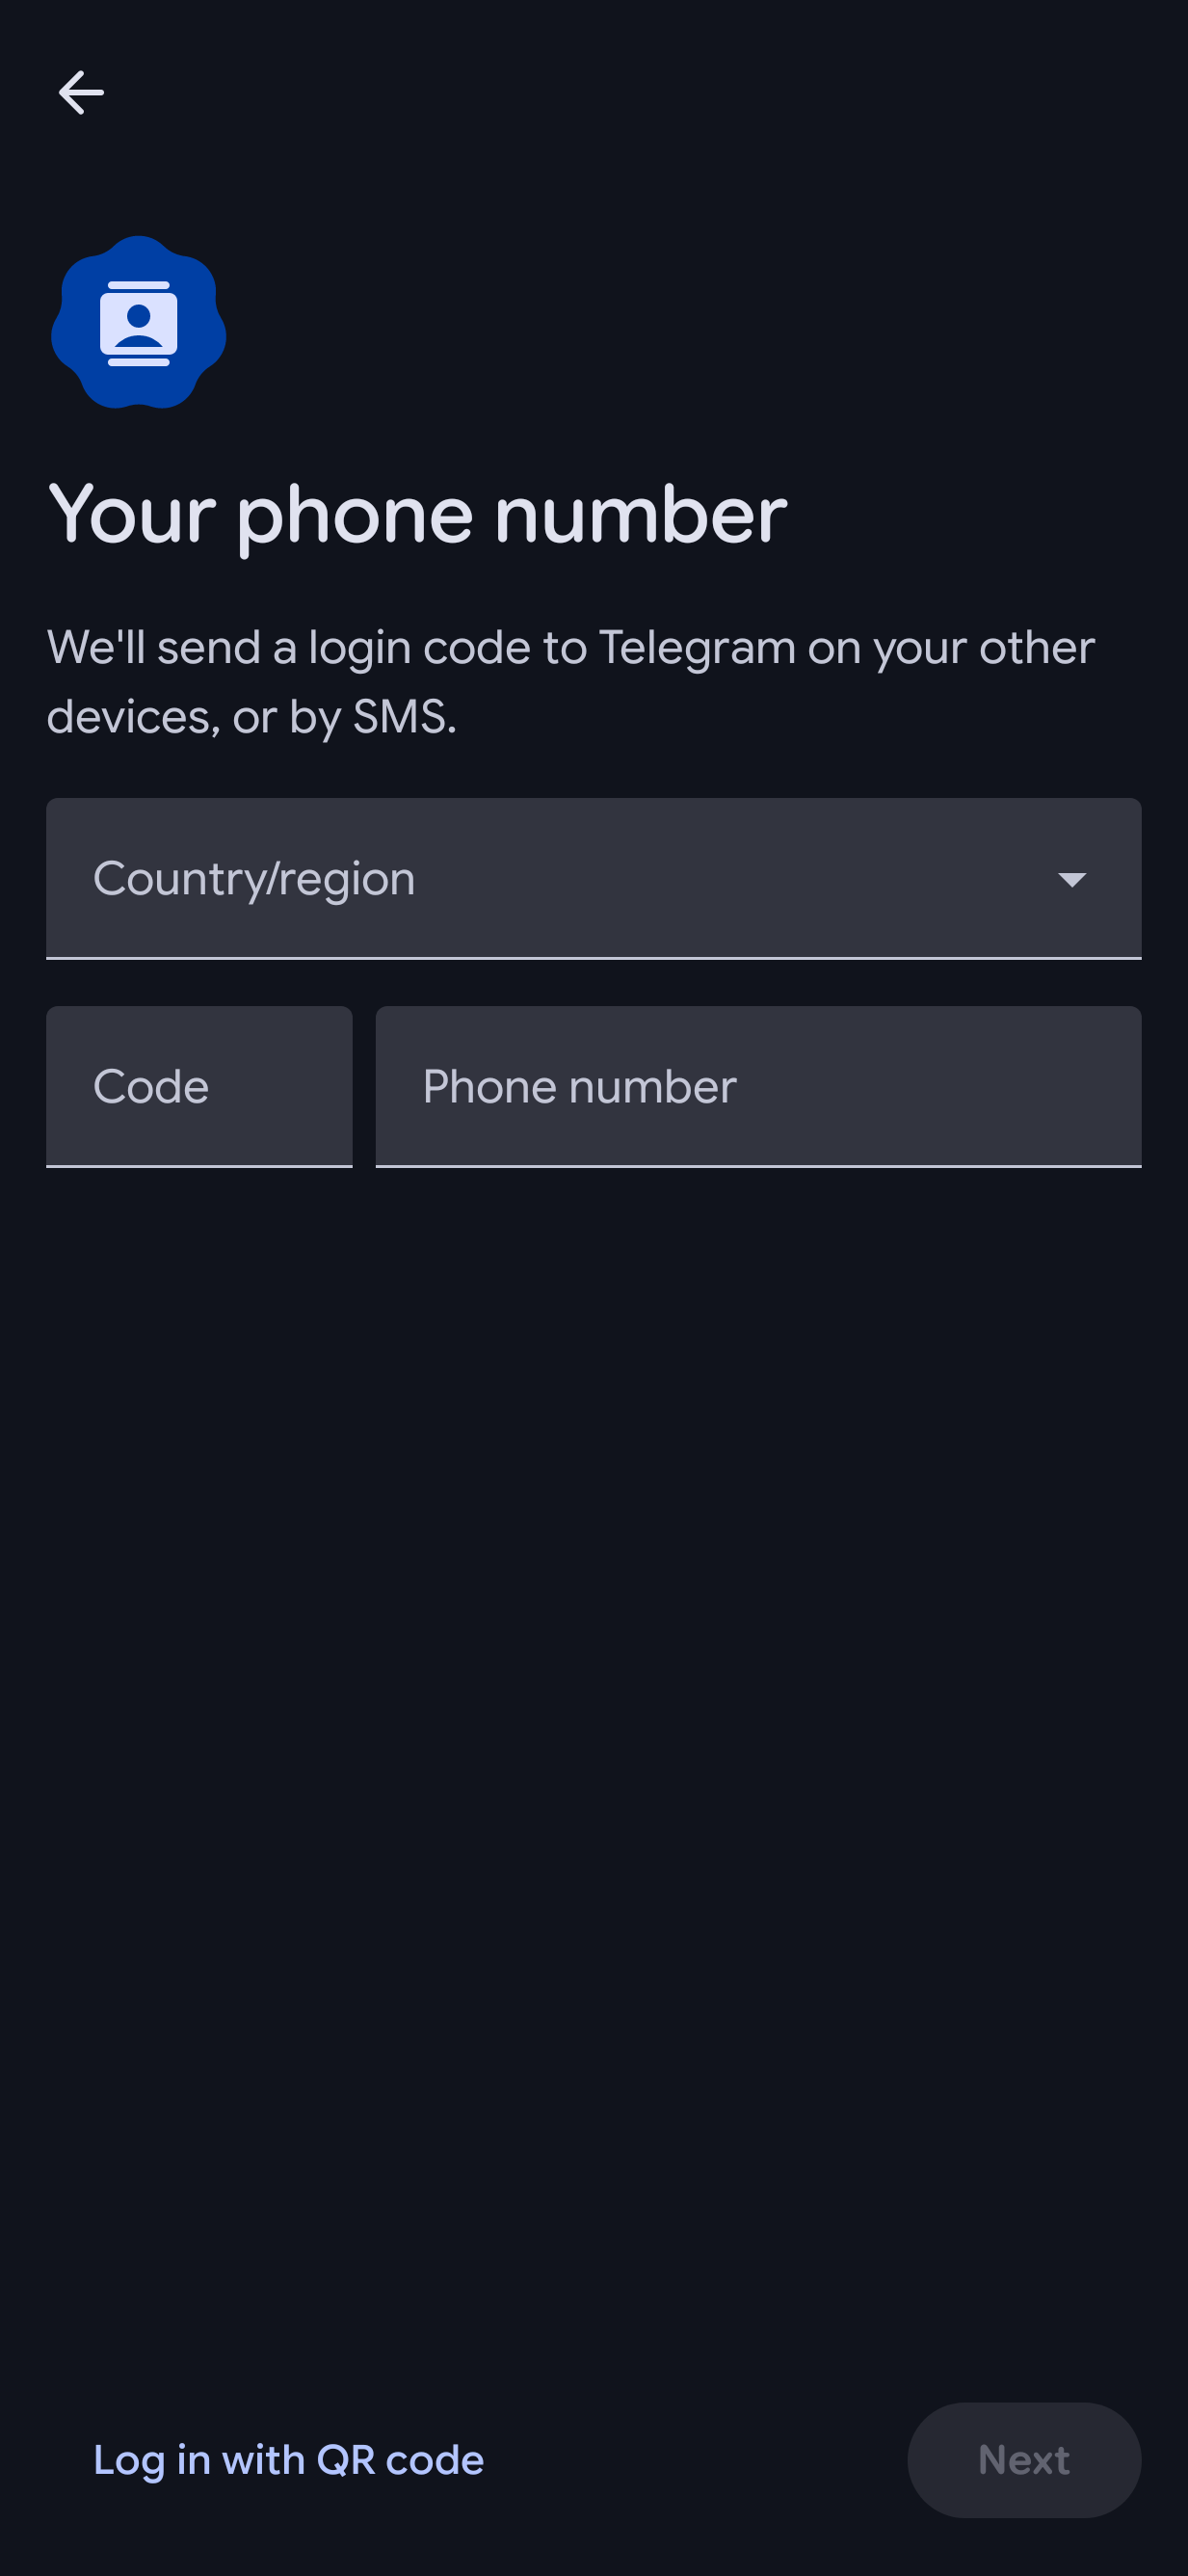 Your phone number
We'll send a login code to Telegram on your other
devices, or by SMS.
Country/region
Code
Phone number
Log in with QR code
Next